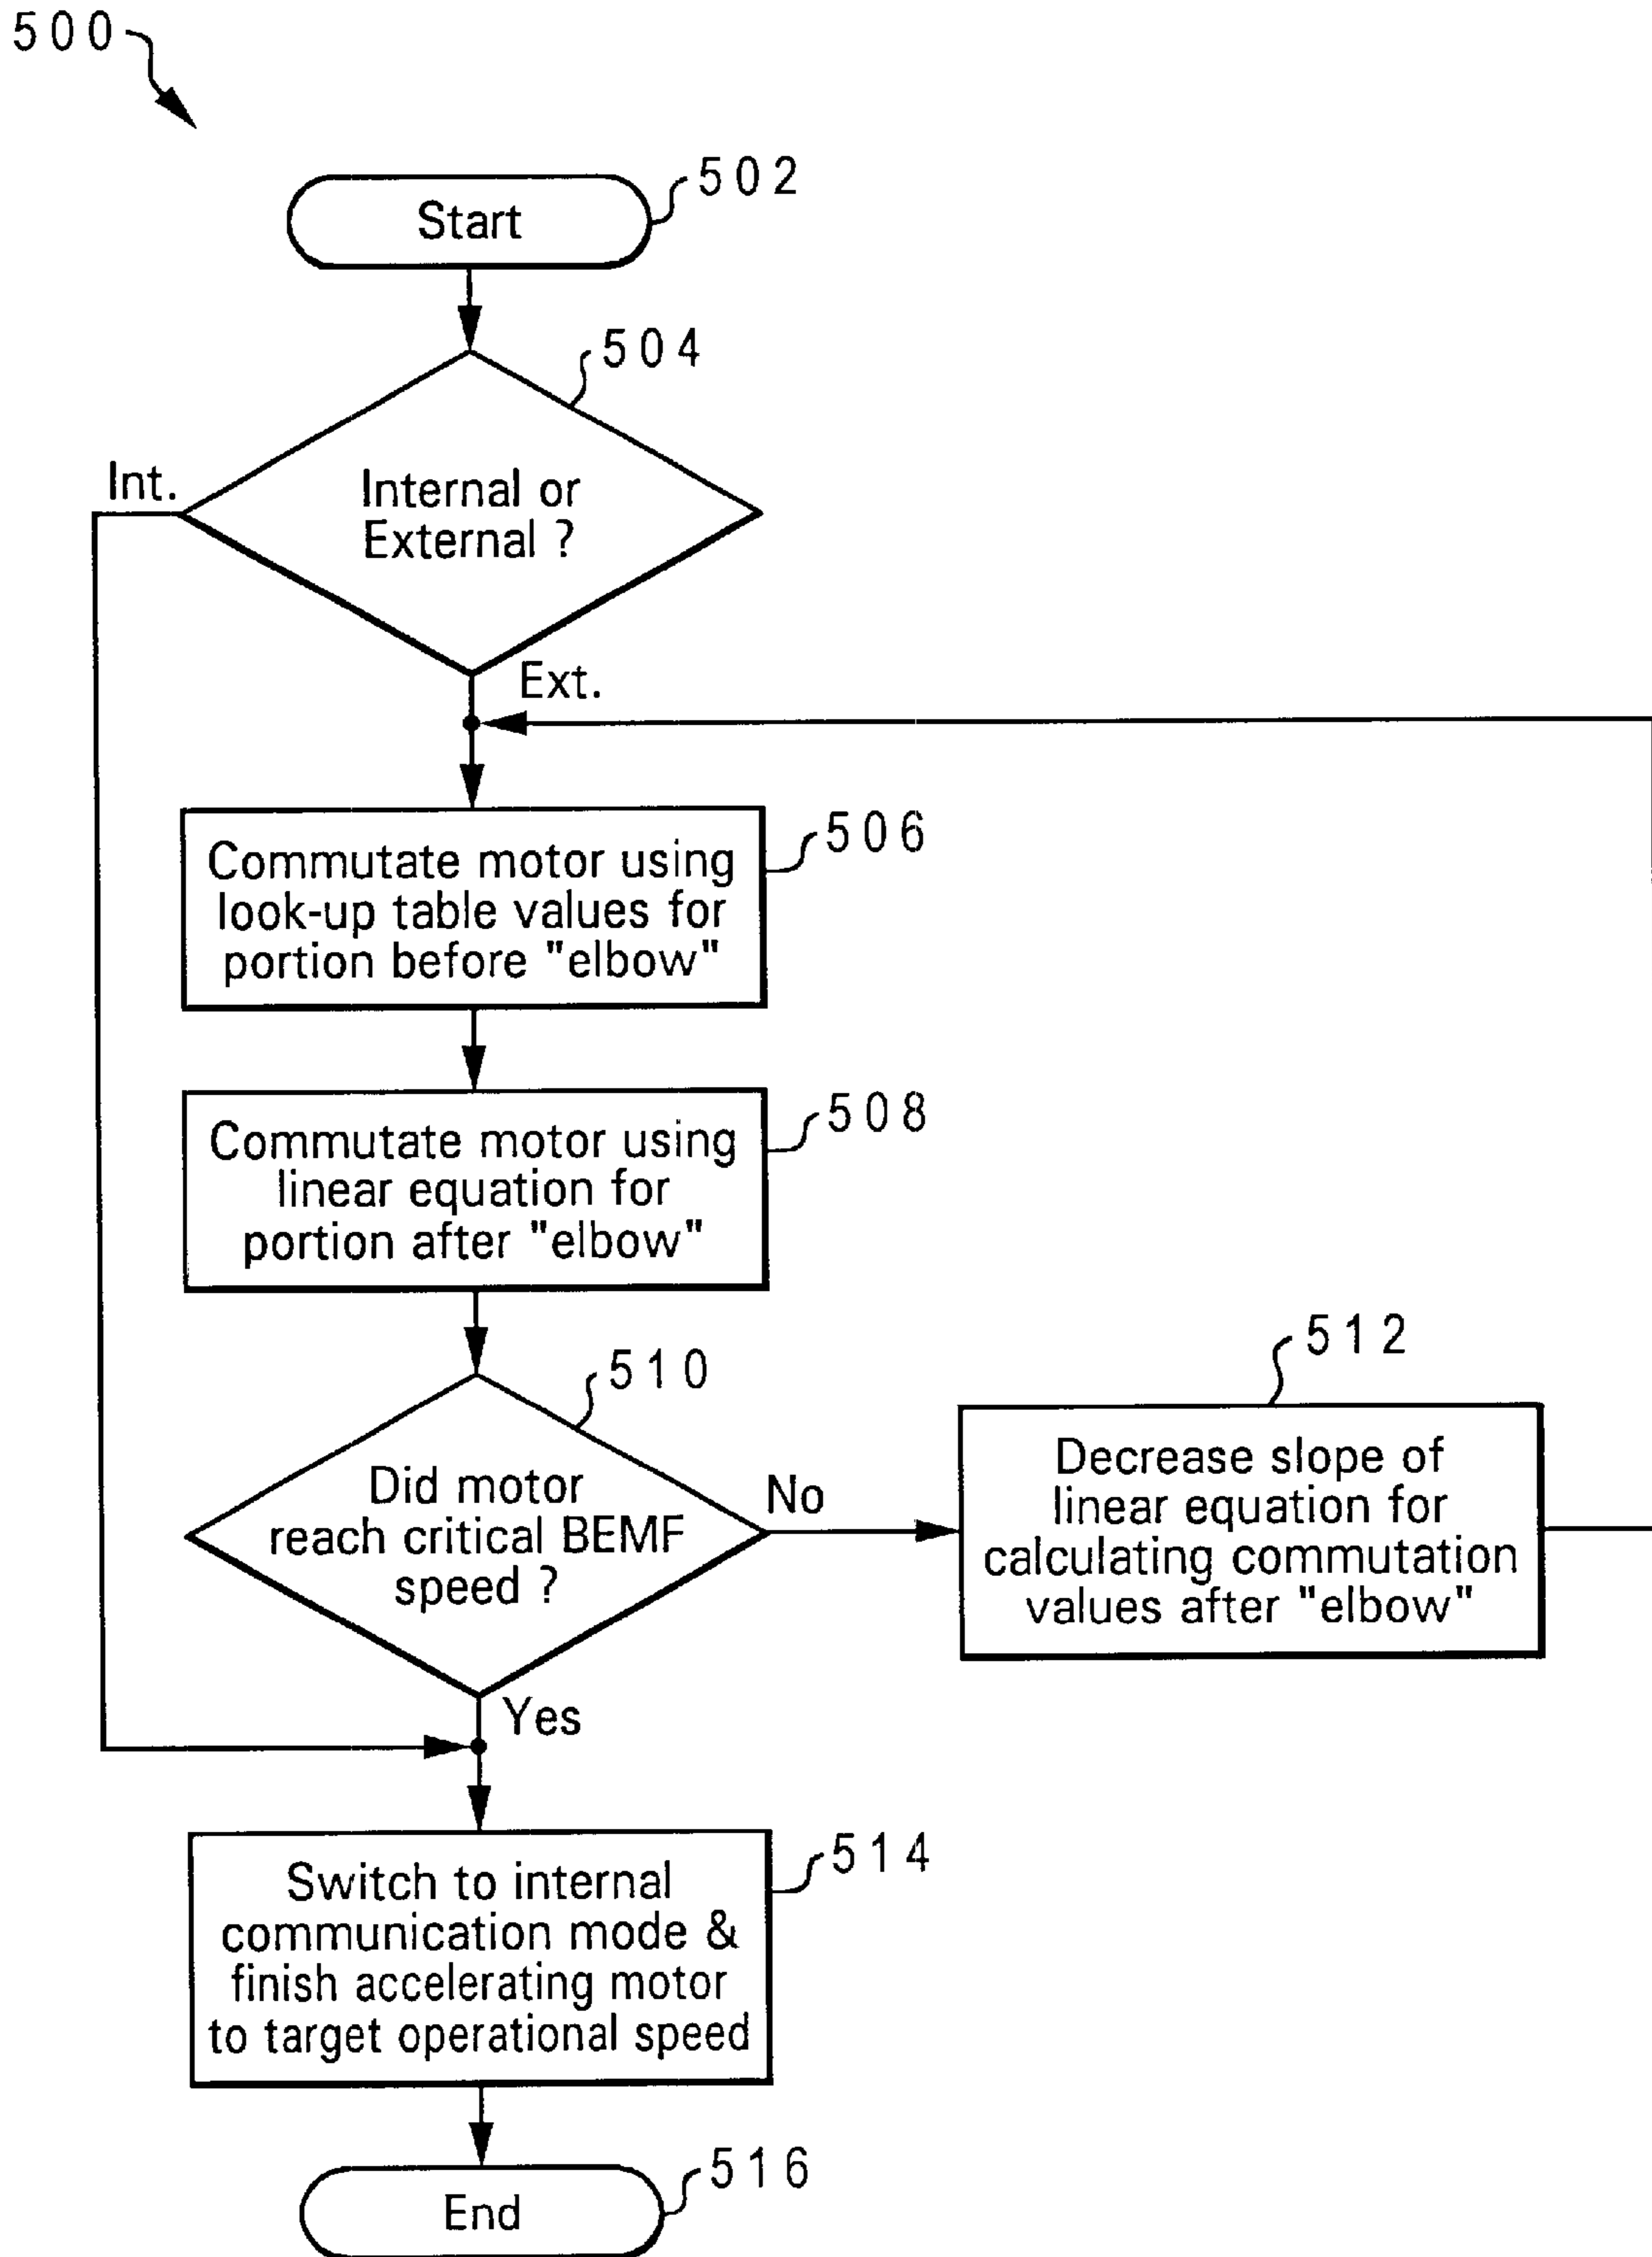 500
502
Start
504
Int.
Internal or
External ?
Ext.
506
Commutate motor using
look-up table values for
portion before "elbow"
508
Commutate motor using
linear equation for
portion after "elbow"
510
Did motor
reach critical BEMF
speed ?
No
512
Decrease slope of
linear equation for
calculating commutation
values after "elbow"
Yes
514
Switch to internal
communication mode &
finish accelerating motor
to target operational speed
516
End